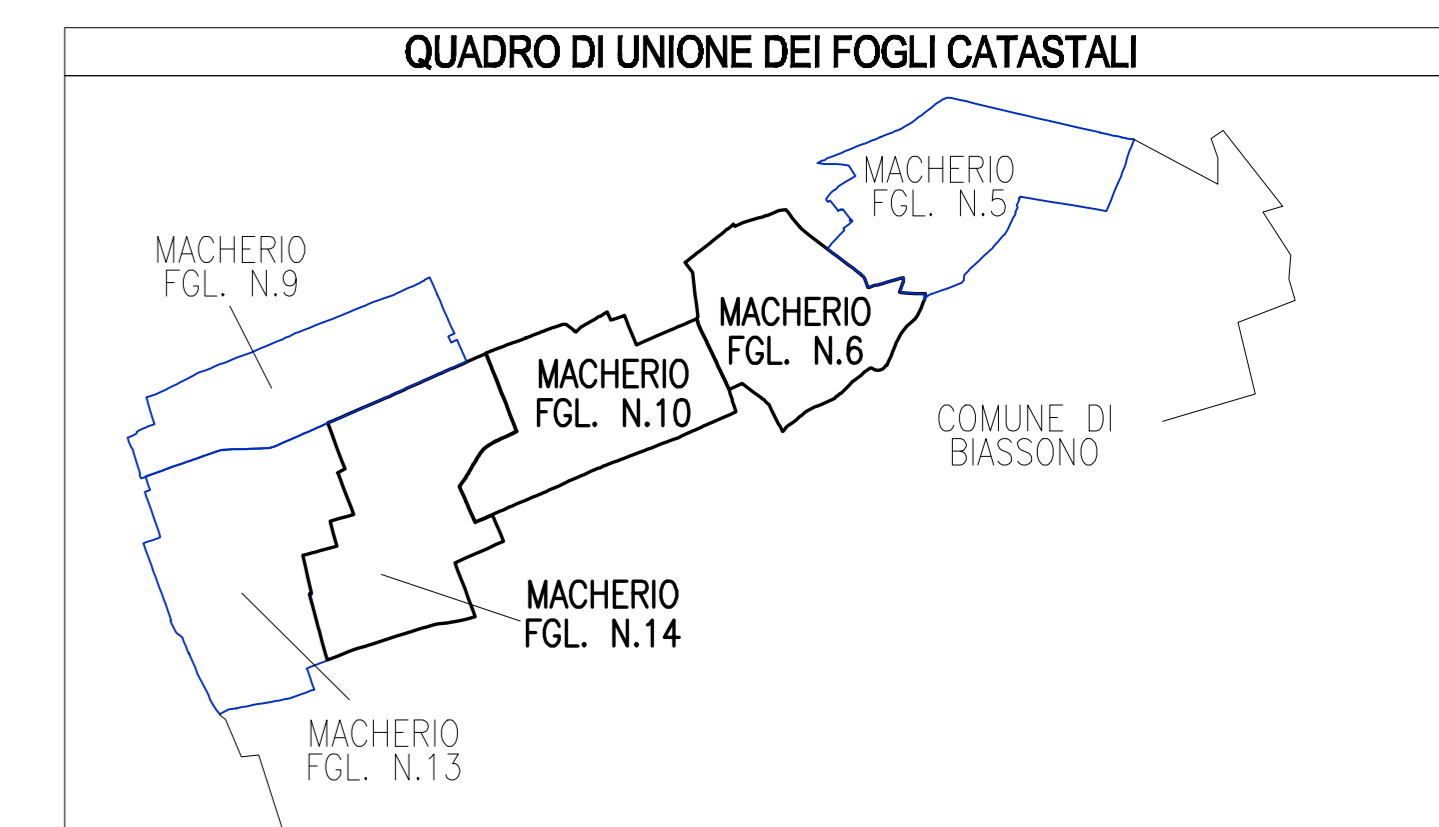 QUADRO DI UNIONE DEI FOGLI CATASTALI
MACHERIO
FGL. N.5
MACHERIO
FGL. N.9
MACHERIO
FGL. N.6
MACHERIO
FGL. N.10
COMUNE DI
BIASSONO
MACHERIO
FGL. N.14
MACHERIO
FGL. N.13